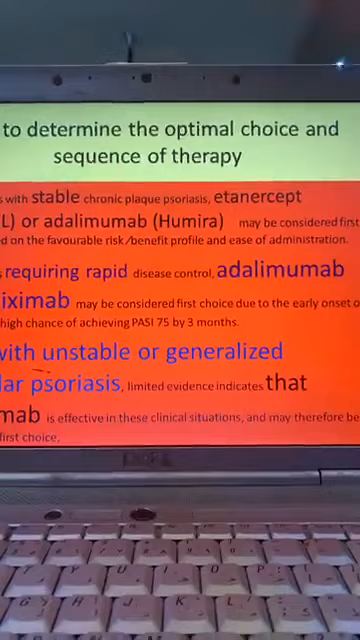 to determine the optimal choice and
sequence of therapy
with stable chronic plaque psoriasis, etanercept
L) or adalimumab (Humira) may be considered first
on the favourable risk/benefit profile and ease of administration.
requiring rapid disease control, adalimumab
iximab may be considered first choice due to the early onset o
high chance of achieving PASI 75 by 3 months.
with unstable or generalized
lar psoriasis, limited evidence indicates that
mab is effective in these clinical situations, and may therefore be
first choice,
DELL